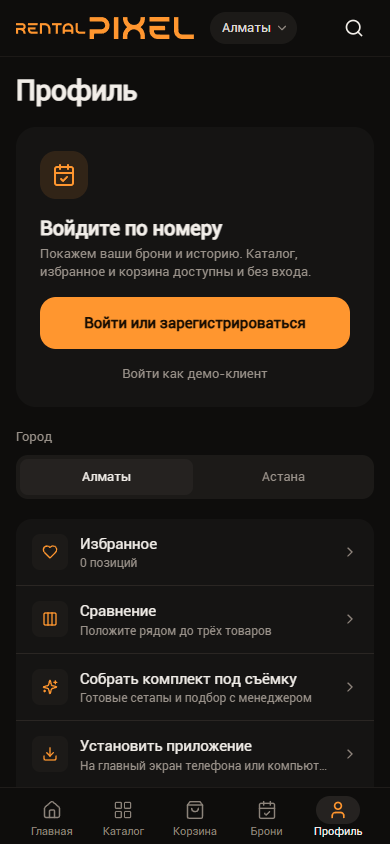 RENTAL PIXEL
Алматы
Профиль
Войдите по номеру
Покажем ваши брони и историю. Каталог,
избранное и корзина доступны и без входа.
Войти или зарегистрироваться
Войти как демо-клиент
Город
Алматы
Астана
Избранное
0 позиций
Сравнение
Положите рядом до трёх товаров
Собрать комплект под съёмку
Готовые сетапы и подбор с менеджером
Установить приложение
На главный экран телефона или компьют…
Главная
Каталог
Корзина
Брони
Профиль